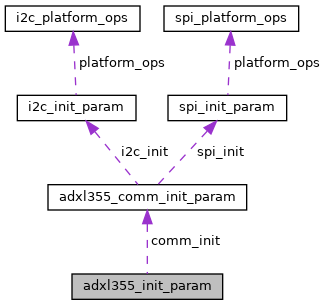 i2c_platform_ops spi_platform_ops
platform_ops platform_ops
i2c_init_param spi_init_param
i2c_init spi_init
adxl355_comm_init_param
comm_init
adxl355_init_param